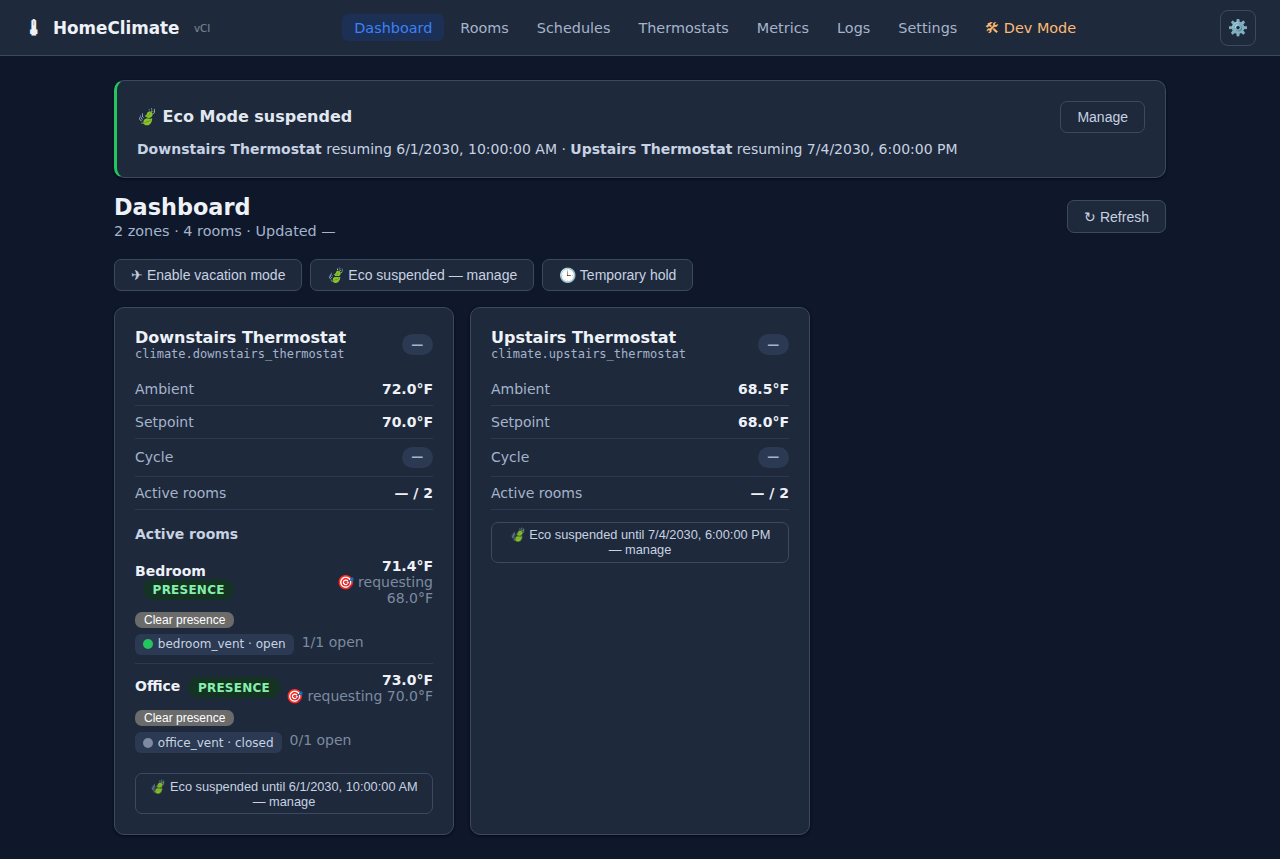 HomeClimate vCI Dashboard Rooms Schedules Thermostats Metrics Logs Settings 🛠 Dev Mode
Eco Mode suspended Manage
Downstairs Thermostat resuming 6/1/2030, 10:00:00 AM · Upstairs Thermostat resuming 7/4/2030, 6:00:00 PM
Dashboard
2 zones · 4 rooms · Updated —
↻ Refresh
✈ Enable vacation mode
Eco suspended — manage
Temporary hold
Downstairs Thermostat —
climate.downstairs_thermostat
Ambient 72.0°F
Setpoint 70.0°F
Cycle —
Active rooms — / 2
Active rooms
Bedroom 71.4°F
PRESENCE 🎯 requesting
68.0°F
Clear presence
bedroom_vent · open 1/1 open
Office PRESENCE 73.0°F
🎯 requesting 70.0°F
Clear presence
office_vent · closed 0/1 open
Eco suspended until 6/1/2030, 10:00:00 AM
— manage
Upstairs Thermostat —
climate.upstairs_thermostat
Ambient 68.5°F
Setpoint 68.0°F
Cycle —
Active rooms — / 2
Eco suspended until 7/4/2030, 6:00:00 PM
— manage